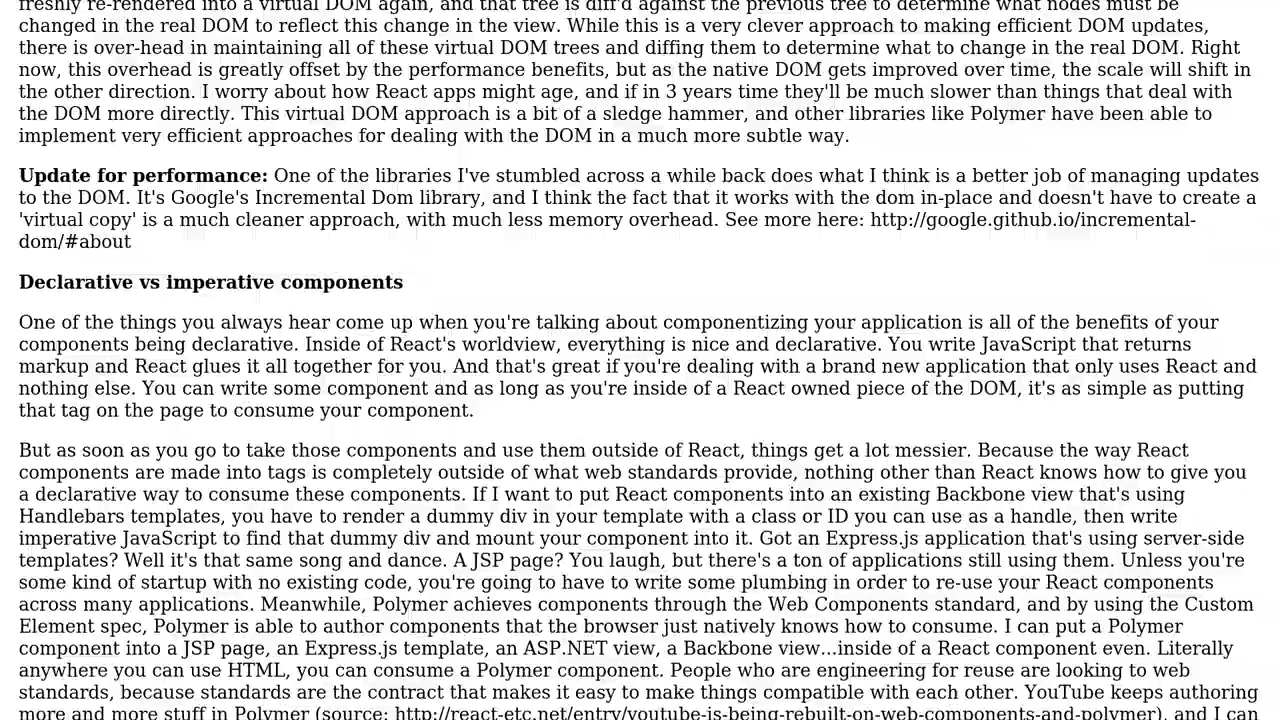 freshly re-rendered into a virtual DOM again, and that tree is diff'd against the previous tree to determine what nodes must be
changed in the real DOM to reflect this change in the view. While this is a very clever approach to making efficient DOM updates,
there is over-head in maintaining all of these virtual DOM trees and diffing them to determine what to change in the real DOM. Right
now, this overhead is greatly offset by the performance benefits, but as the native DOM gets improved over time, the scale will shift in
the other direction. I worry about how React apps might age, and if in 3 years time they'll be much slower than things that deal with
the DOM more directly. This virtual DOM approach is a bit of a sledge hammer, and other libraries like Polymer have been able to
implement very efficient approaches for dealing with the DOM in a much more subtle way.
Update for performance: One of the libraries I've stumbled across a while back does what I think is a better job of managing updates
to the DOM. It's Google's Incremental Dom library, and I think the fact that it works with the dom in-place and doesn't have to create a
'virtual copy' is a much cleaner approach, with much less memory overhead. See more here: http://google.github.io/incremental-
dom/#about
Declarative vs imperative components
One of the things you always hear come up when you're talking about componentizing your application is all of the benefits of your
components being declarative. Inside of React's worldview, everything is nice and declarative. You write JavaScript that returns
markup and React glues it all together for you. And that's great if you're dealing with a brand new application that only uses React and
nothing else. You can write some component and as long as you're inside of a React owned piece of the DOM, it's as simple as putting
that tag on the page to consume your component.
But as soon as you go to take those components and use them outside of React, things get a lot messier. Because the way React
components are made into tags is completely outside of what web standards provide, nothing other than React knows how to give you
a declarative way to consume these components. If I want to put React components into an existing Backbone view that's using
Handlebars templates, you have to render a dummy div in your template with a class or ID you can use as a handle, then write
imperative JavaScript to find that dummy div and mount your component into it. Got an Express.js application that's using server-side
templates? Well it's that same song and dance. A JSP page? You laugh, but there's a ton of applications still using them. Unless you're
some kind of startup with no existing code, you're going to have to write some plumbing in order to re-use your React components
across many applications. Meanwhile, Polymer achieves components through the Web Components standard, and by using the Custom
Element spec, Polymer is able to author components that the browser just natively knows how to consume. I can put a Polymer
component into a JSP page, an Express.js template, an ASP.NET view, a Backbone view...inside of a React component even. Literally
anywhere you can use HTML, you can consume a Polymer component. People who are engineering for reuse are looking to web
standards, because standards are the contract that makes it easy to make things compatible with each other. YouTube keeps authoring
more and more stuff in Polymer (source: http://react-etc.net/entry/youtube-is-being-rebuilt-on-web-components-and-polymer), and I can